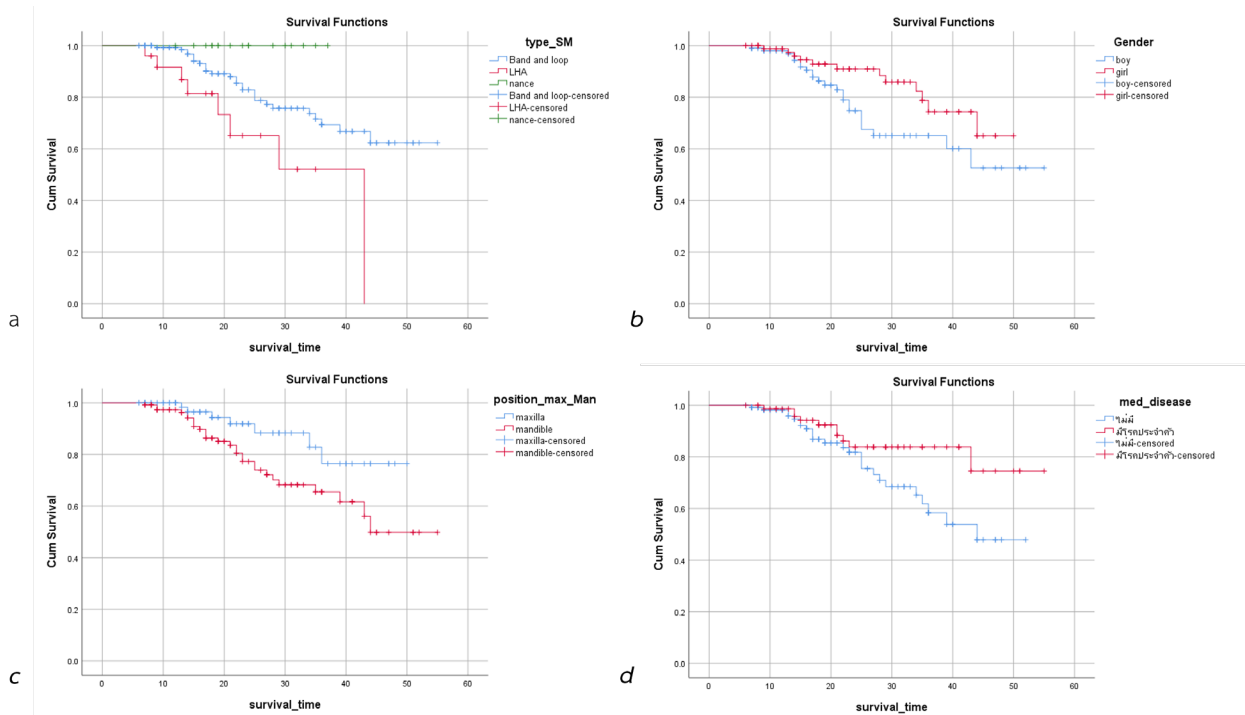 Survival Functions
type_SM
Band and loop
LHA
nance
Band and loop-censored
LHA-censored
nance-censored
1.0
0.8
0.6
0.4
0.2
0.0
Cum Survival
0 10 20 30 40 50 60
survival_time
a
Survival Functions
Gender
boy
girl
boy-censored
girl-censored
1.0
0.8
0.6
0.4
0.2
0.0
Cum Survival
0 10 20 30 40 50 60
survival_time
b
Survival Functions
position_max_Man
maxilla
mandible
maxilla-censored
mandible-censored
1.0
0.8
0.6
0.4
0.2
0.0
Cum Survival
0 10 20 30 40 50 60
survival_time
c
Survival Functions
med_disease
ไม่มี
มีโรคประจำตัว
ไม่มี-censored
มีโรคประจำตัว-censored
1.0
0.8
0.6
0.4
0.2
0.0
Cum Survival
0 10 20 30 40 50 60
survival_time
d